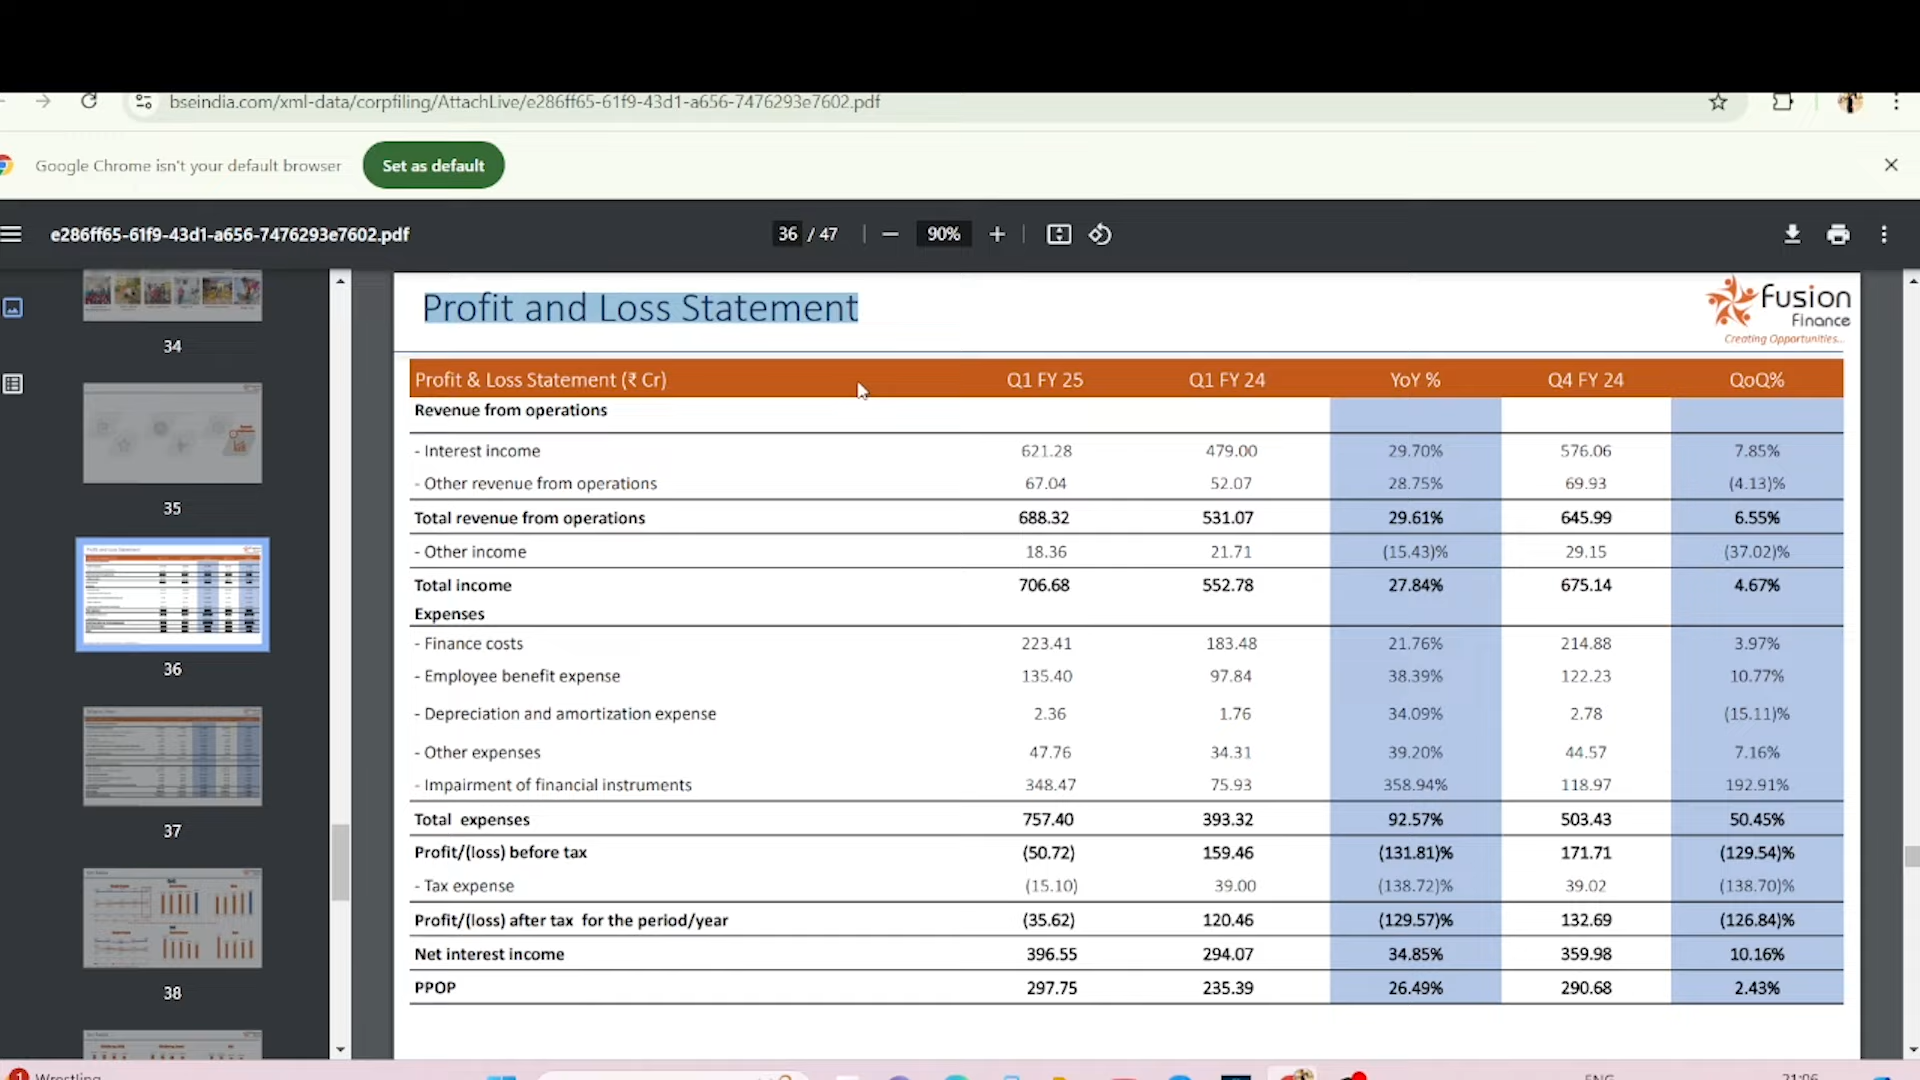 bseindia.com/xml-data/corpfiling/AttachLive/e286ff65-61f9-43d1-a656-7476293e7602.pdf
Google Chrome isn't your default browser Set as default
e286ff65-61f9-43d1-a656-7476293e7602.pdf 36 / 47 90%
34
35
36
37
38
Profit and Loss Statement
Fusion
Finance
Creating Opportunities...
Profit & Loss Statement (₹ Cr) Q1 FY 25 Q1 FY 24 YoY % Q4 FY 24 QoQ%
Revenue from operations
- Interest income 621.28 479.00 29.70% 576.06 7.85%
- Other revenue from operations 67.04 52.07 28.75% 69.93 (4.13)%
Total revenue from operations 688.32 531.07 29.61% 645.99 6.55%
- Other income 18.36 21.71 (15.43)% 29.15 (37.02)%
Total income 706.68 552.78 27.84% 675.14 4.67%
Expenses
- Finance costs 223.41 183.48 21.76% 214.88 3.97%
- Employee benefit expense 135.40 97.84 38.39% 122.23 10.77%
- Depreciation and amortization expense 2.36 1.76 34.09% 2.78 (15.11)%
- Other expenses 47.76 34.31 39.20% 44.57 7.16%
- Impairment of financial instruments 348.47 75.93 358.94% 118.97 192.91%
Total expenses 757.40 393.32 92.57% 503.43 50.45%
Profit/(loss) before tax (50.72) 159.46 (131.81)% 171.71 (129.54)%
- Tax expense (15.10) 39.00 (138.72)% 39.02 (138.70)%
Profit/(loss) after tax for the period/year (35.62) 120.46 (129.57)% 132.69 (126.84)%
Net interest income 396.55 294.07 34.85% 359.98 10.16%
PPOP 297.75 235.39 26.49% 290.68 2.43%
1 Wrestling
ENG 21:06